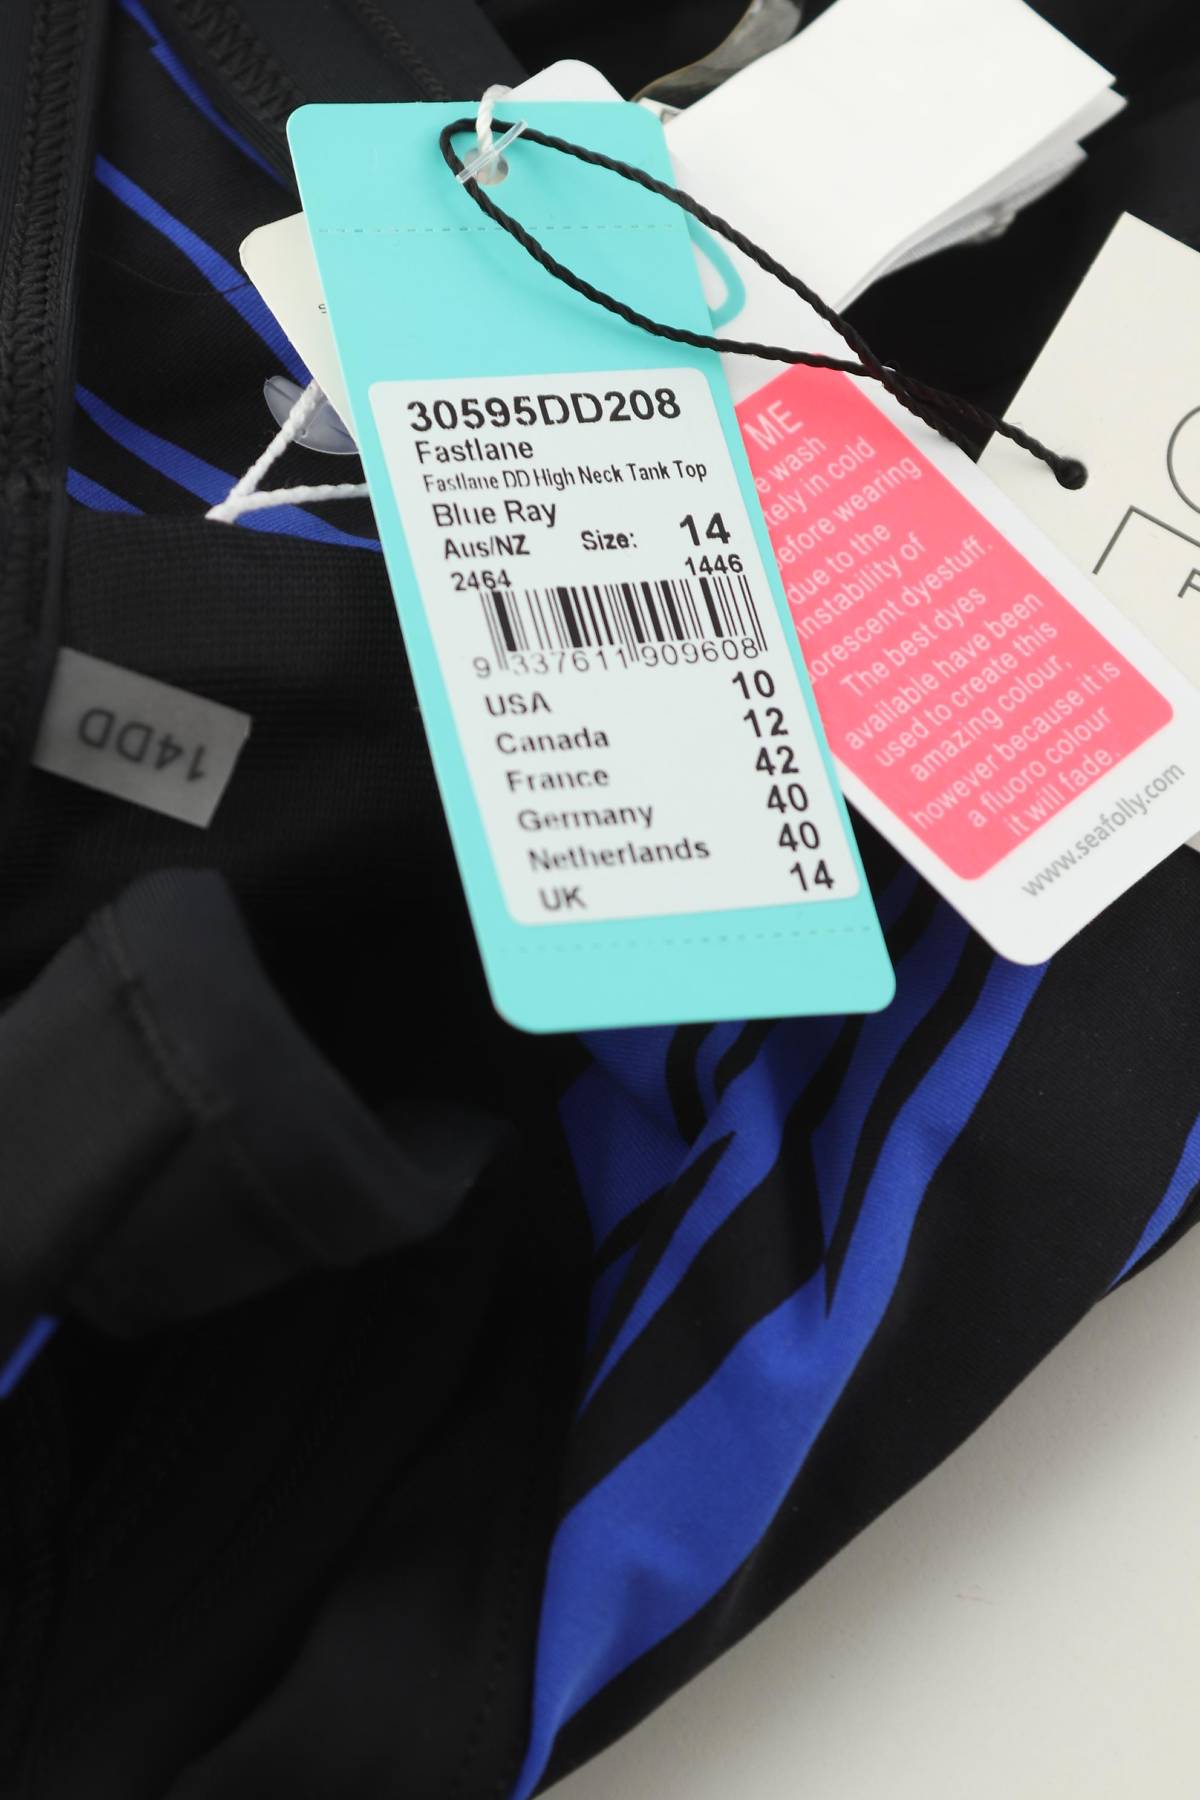 30595DD208
Fastlane
Fastlane DD High Neck Tank Top
Blue Ray
Aus/NZ Size: 14
2464 1446
9 337611 909608
USA 10
Canada 12
France 42
Germany 40
Netherlands 40
UK 14
ME
wash
in cold
before wearing
due to the
instability of
dyestuff.
The best dyes
available have been
used to create this
amazing colour,
however because it is
a fluoro colour
it will fade.
www.seafolly.com
14DD